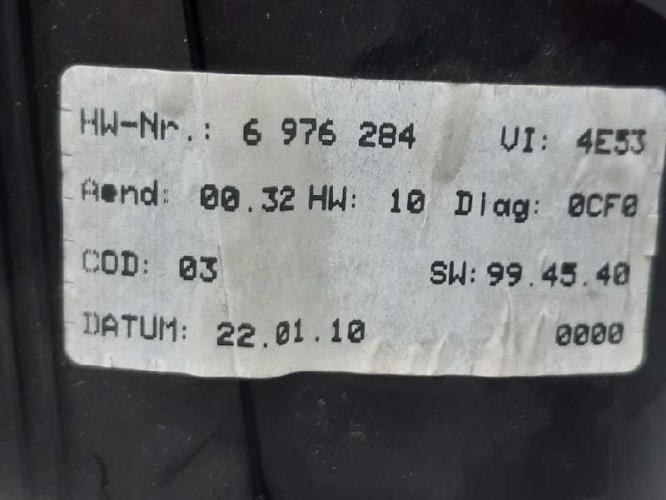 HW-Nr.: 6 976 284 VI: 4E53
Aend: 00.32 HW: 10 Diag: 0CF0
COD: 03 SW: 99.45.40
DATUM: 22.01.10 0000